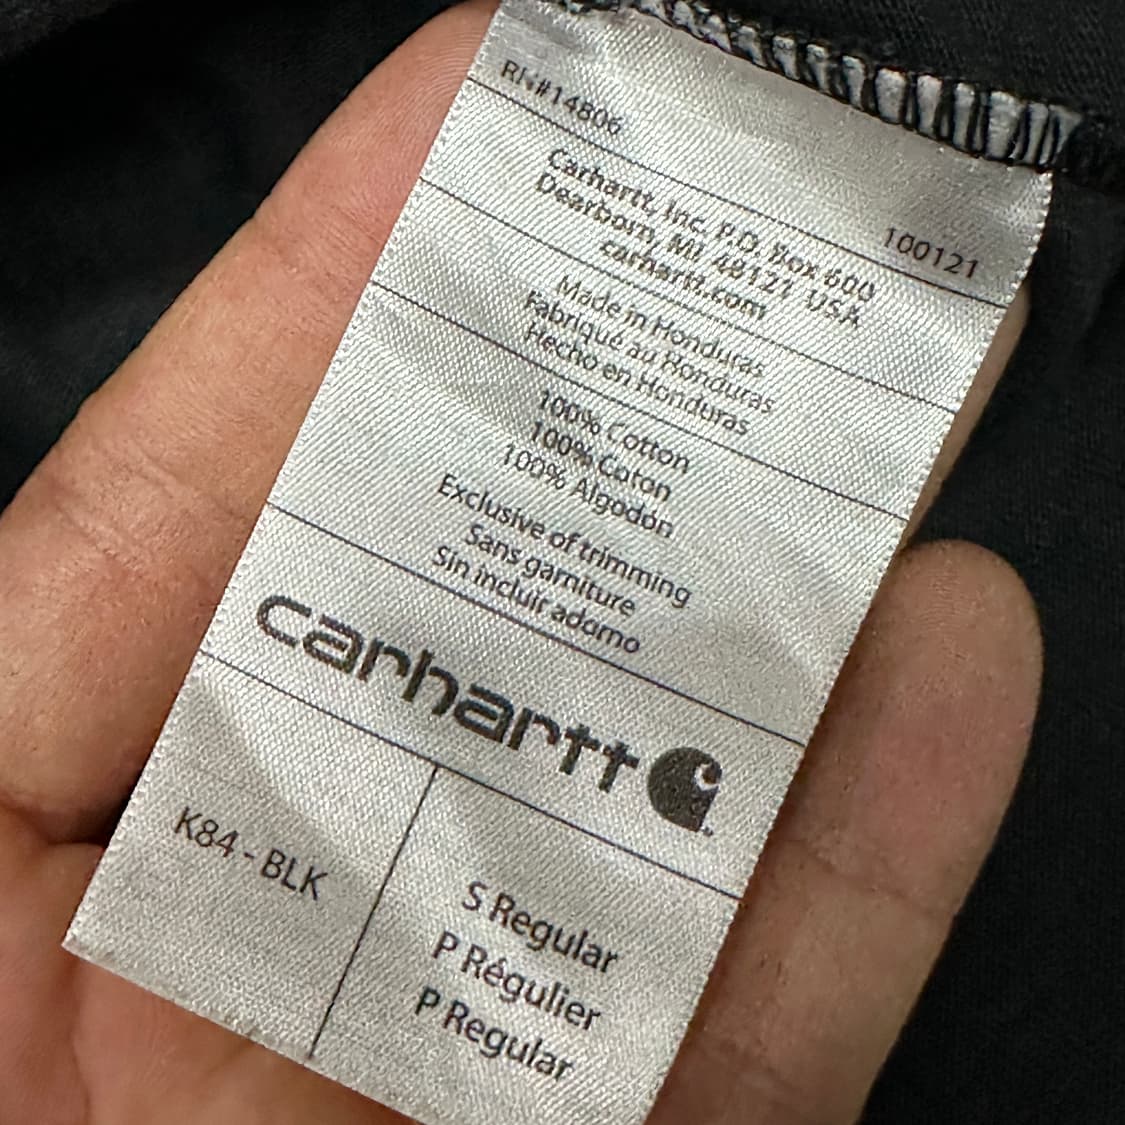 RN#14806
100121
Carhartt, Inc. P.O. Box 600
Dearborn, MI 48121 USA
carhartt.com
Made in Honduras
Fabriqué au Honduras
Hecho en Honduras
100% Cotton
100% Coton
100% Algodón
Exclusive of trimming
Sans garniture
Sin incluir adorno
carhartt
K84 - BLK
S Regular
P Régulier
P Regular